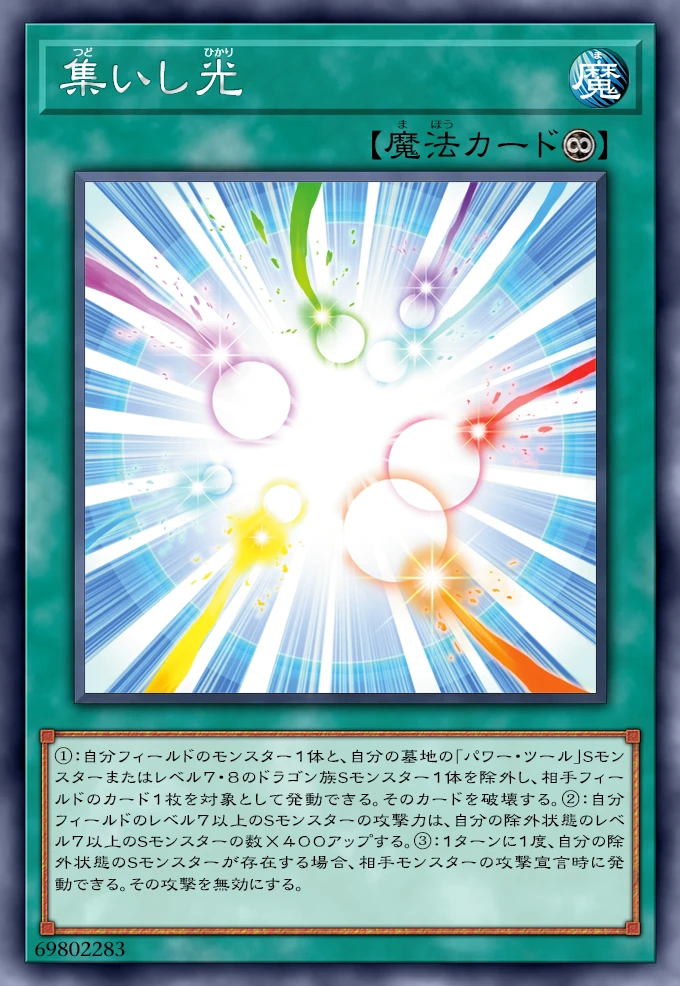 集いし光
つど ひかり
魔
ま
【魔法カード】
ま ほう
①：自分フィールドのモンスター1体と、自分の墓地の「パワー・ツール」Sモン
スターまたはレベル7・8のドラゴン族Sモンスター1体を除外し、相手フィー
ルドのカード1枚を対象として発動できる。そのカードを破壊する。②：自分
フィールドのレベル7以上のSモンスターの攻撃力は、自分の除外状態のレベ
ル7以上のSモンスターの数×400アップする。③：1ターンに1度、自分の除
外状態のSモンスターが存在する場合、相手モンスターの攻撃宣言時に発
動できる。その攻撃を無効にする。
69802283